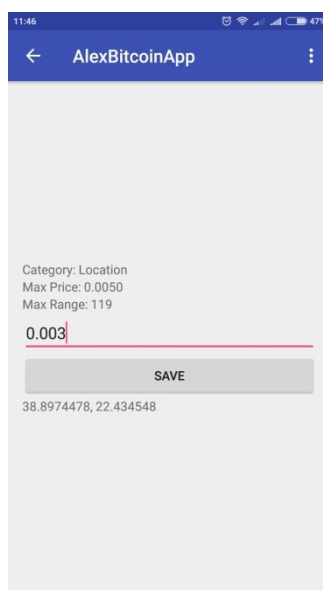 11:46
47%
AlexBitcoinApp
Category: Location
Max Price: 0.0050
Max Range: 119
0.003
SAVE
38.8974478, 22.434548